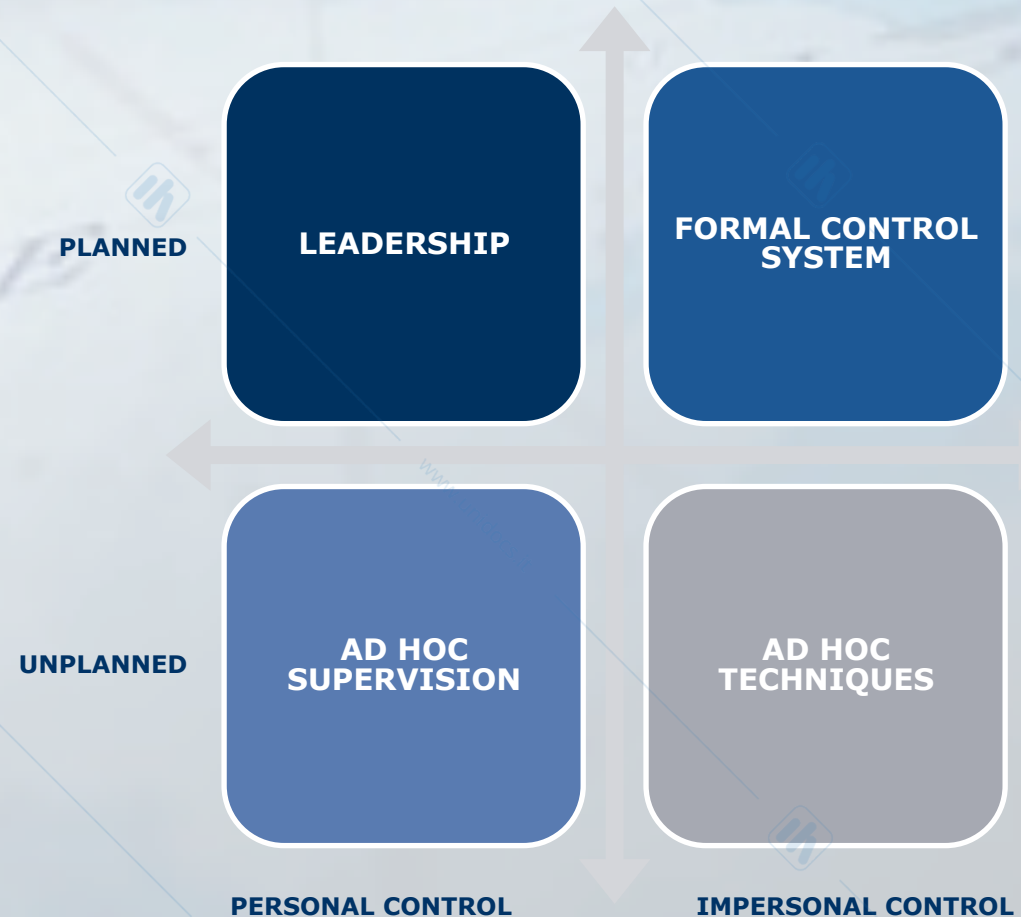 PLANNED
LEADERSHIP
FORMAL CONTROL
SYSTEM
UNPLANNED
AD HOC
SUPERVISION
AD HOC
TECHNIQUES
PERSONAL CONTROL
IMPERSONAL CONTROL